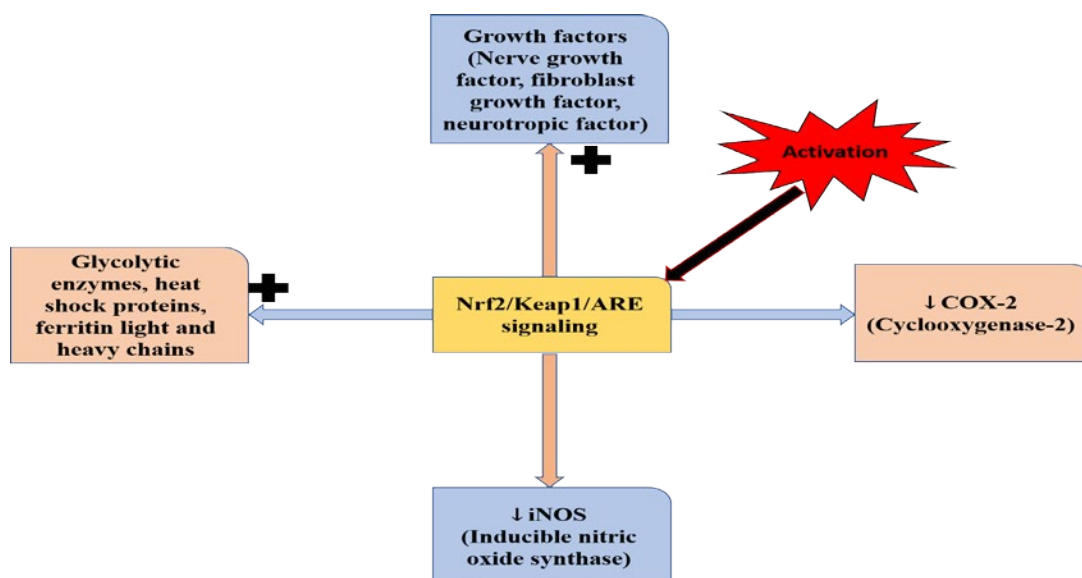 Growth factors
(Nerve growth
factor, fibroblast
growth factor,
neurotropic factor)
Activation
Glycolytic
enzymes, heat
shock proteins,
ferritin light and
heavy chains
Nrf2/Keap1/ARE
signaling
↓COX-2
(Cyclooxygenase-2)
↓iNOS
(Inducible nitric
oxide synthase)